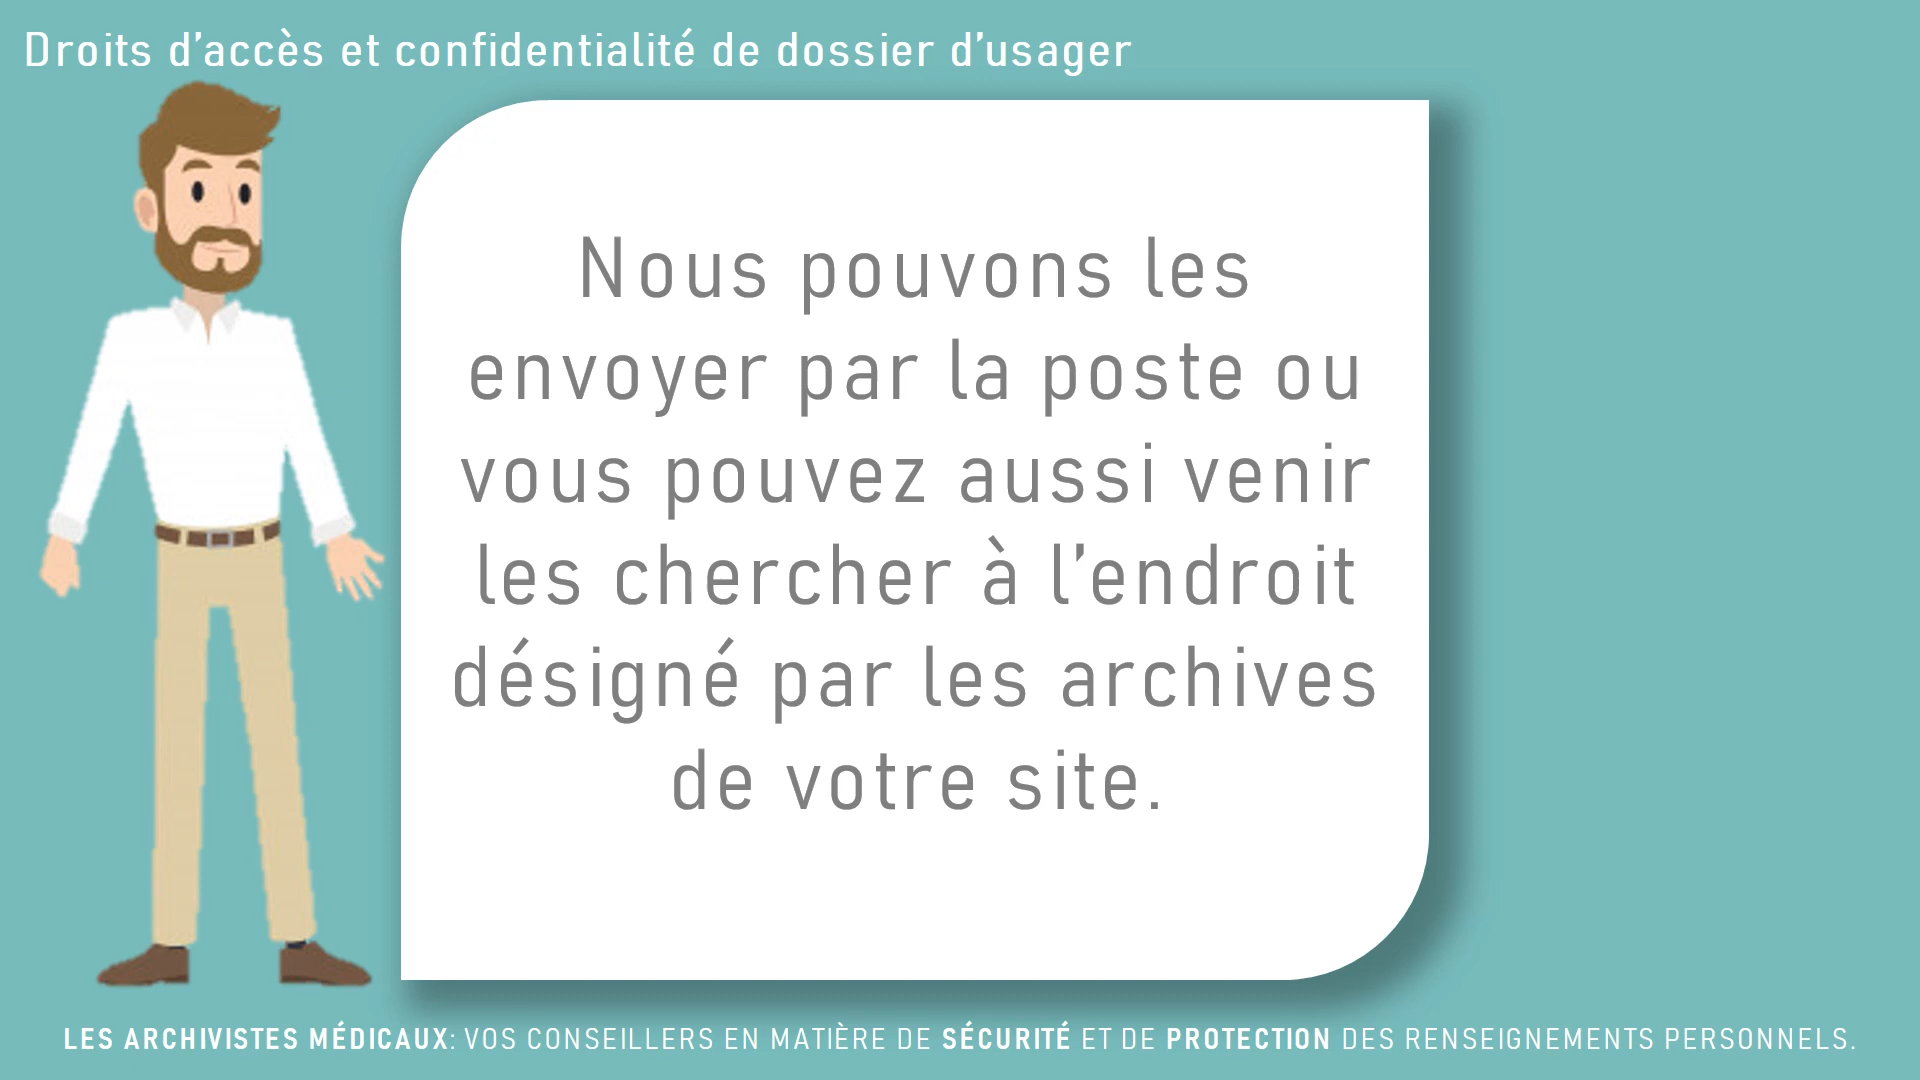 Droits d’accès et confidentialité de dossier d’usager
Nous pouvons les
envoyer par la poste ou
vous pouvez aussi venir
les chercher à l’endroit
désigné par les archives
de votre site.
LES ARCHIVISTES MÉDICAUX: VOS CONSEILLERS EN MATIÈRE DE SÉCURITÉ ET DE PROTECTION DES RENSEIGNEMENTS PERSONNELS.